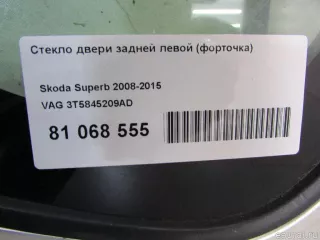 Стекло двери задней левой (форточка)
Skoda Superb 2008-2015
VAG 3T5845209AD
81 068 555